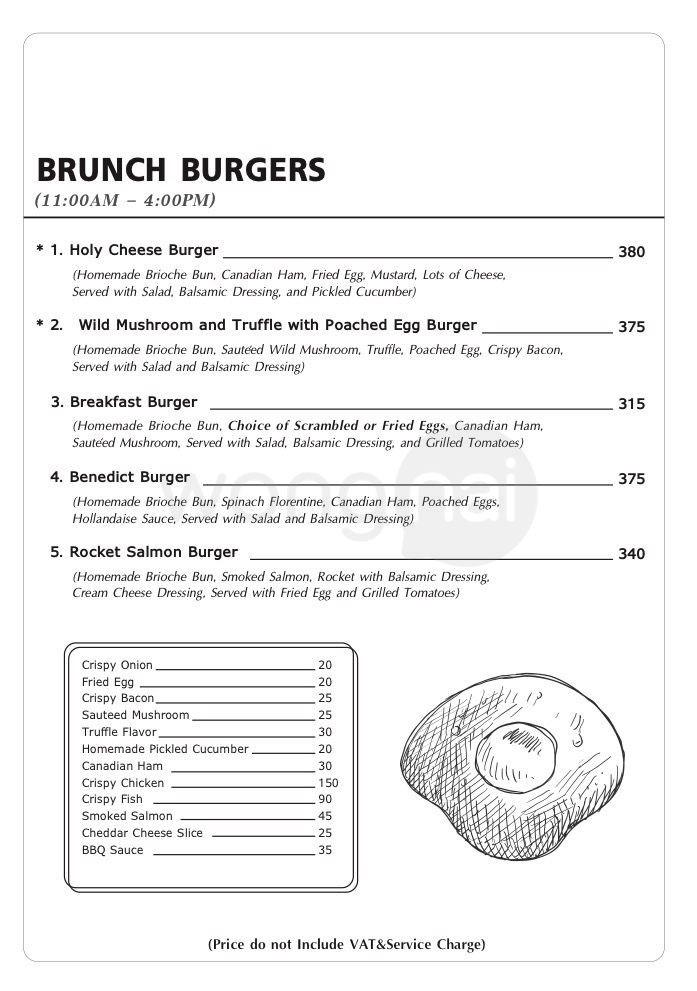 BRUNCH BURGERS
(11:00AM – 4:00PM)
* 1. Holy Cheese Burger 380
(Homemade Brioche Bun, Canadian Ham, Fried Egg, Mustard, Lots of Cheese,
Served with Salad, Balsamic Dressing, and Pickled Cucumber)
* 2. Wild Mushroom and Truffle with Poached Egg Burger 375
(Homemade Brioche Bun, Sauteéd Wild Mushroom, Truffle, Poached Egg, Crispy Bacon,
Served with Salad and Balsamic Dressing)
3. Breakfast Burger 315
(Homemade Brioche Bun, Choice of Scrambled or Fried Eggs, Canadian Ham,
Sauteéd Mushroom, Served with Salad, Balsamic Dressing, and Grilled Tomatoes)
4. Benedict Burger 375
(Homemade Brioche Bun, Spinach Florentine, Canadian Ham, Poached Eggs,
Hollandaise Sauce, Served with Salad and Balsamic Dressing)
wongnai
5. Rocket Salmon Burger 340
(Homemade Brioche Bun, Smoked Salmon, Rocket with Balsamic Dressing,
Cream Cheese Dressing, Served with Fried Egg and Grilled Tomatoes)
Crispy Onion 20
Fried Egg 20
Crispy Bacon 25
Sauteed Mushroom 25
Truffle Flavor 30
Homemade Pickled Cucumber 20
Canadian Ham 30
Crispy Chicken 150
Crispy Fish 90
Smoked Salmon 45
Cheddar Cheese Slice 25
BBQ Sauce 35
(Price do not Include VAT&Service Charge)